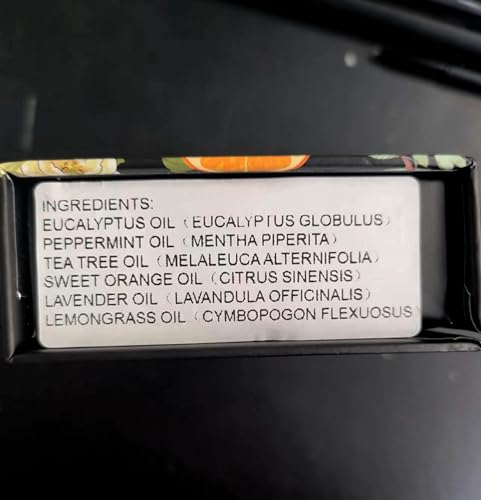 INGREDIENTS:
EUCALYPTUS OIL (EUCALYPTUS GLOBULUS)
PEPPERMINT OIL (MENTHA PIPERITA)
TEA TREE OIL (MELALEUCA ALTERNIFOLIA)
SWEET ORANGE OIL (CITRUS SINENSIS)
LAVENDER OIL (LAVANDULA OFFICINALIS)
LEMONGRASS OIL (CYMBOPOGON FLEXUOSUS)